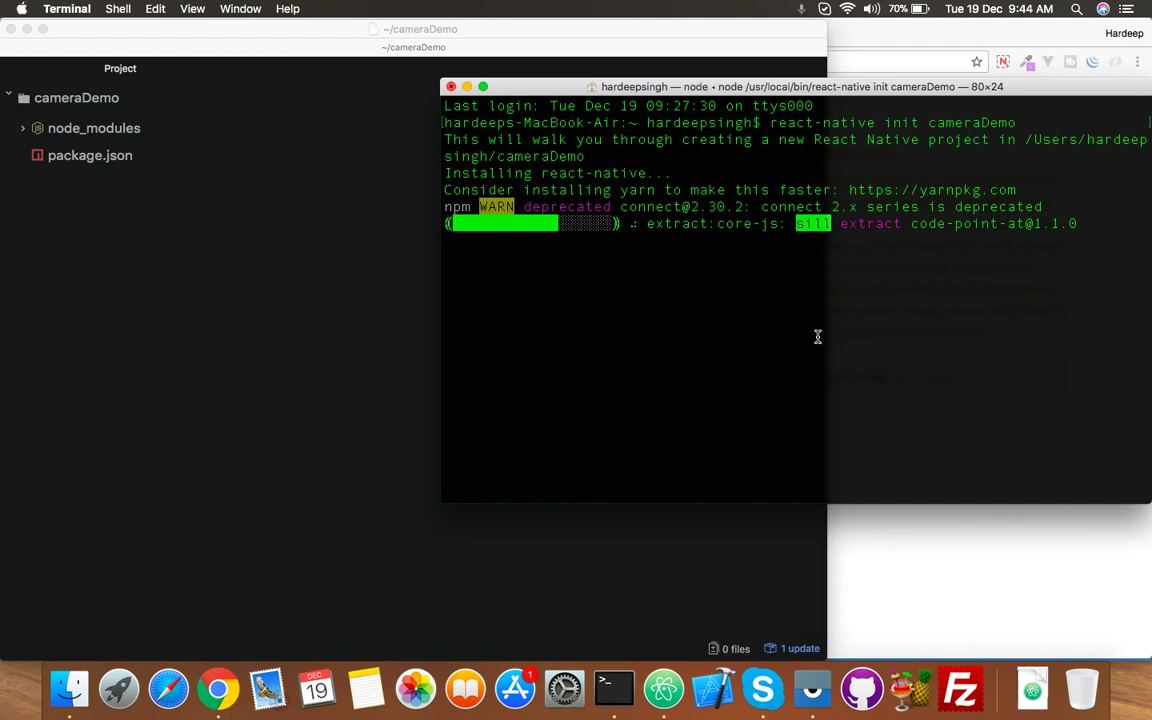 Terminal Shell Edit View Window Help 70% Tue 19 Dec 9:44 AM
~/cameraDemo
~/cameraDemo
Hardeep
Project
cameraDemo
node_modules
package.json
hardeepsingh — node ◂ node /usr/local/bin/react-native init cameraDemo — 80×24
Last login: Tue Dec 19 09:27:30 on ttys000
[hardeeps-MacBook-Air:~ hardeepsingh$ react-native init cameraDemo ]
This will walk you through creating a new React Native project in /Users/hardeep
singh/cameraDemo
Installing react-native...
Consider installing yarn to make this faster: https://yarnpkg.com
npm WARN deprecated connect@2.30.2: connect 2.x series is deprecated
extract:core-js: sill extract code-point-at@1.1.0
0 files 1 update
DEC
19
1
>_
Fz